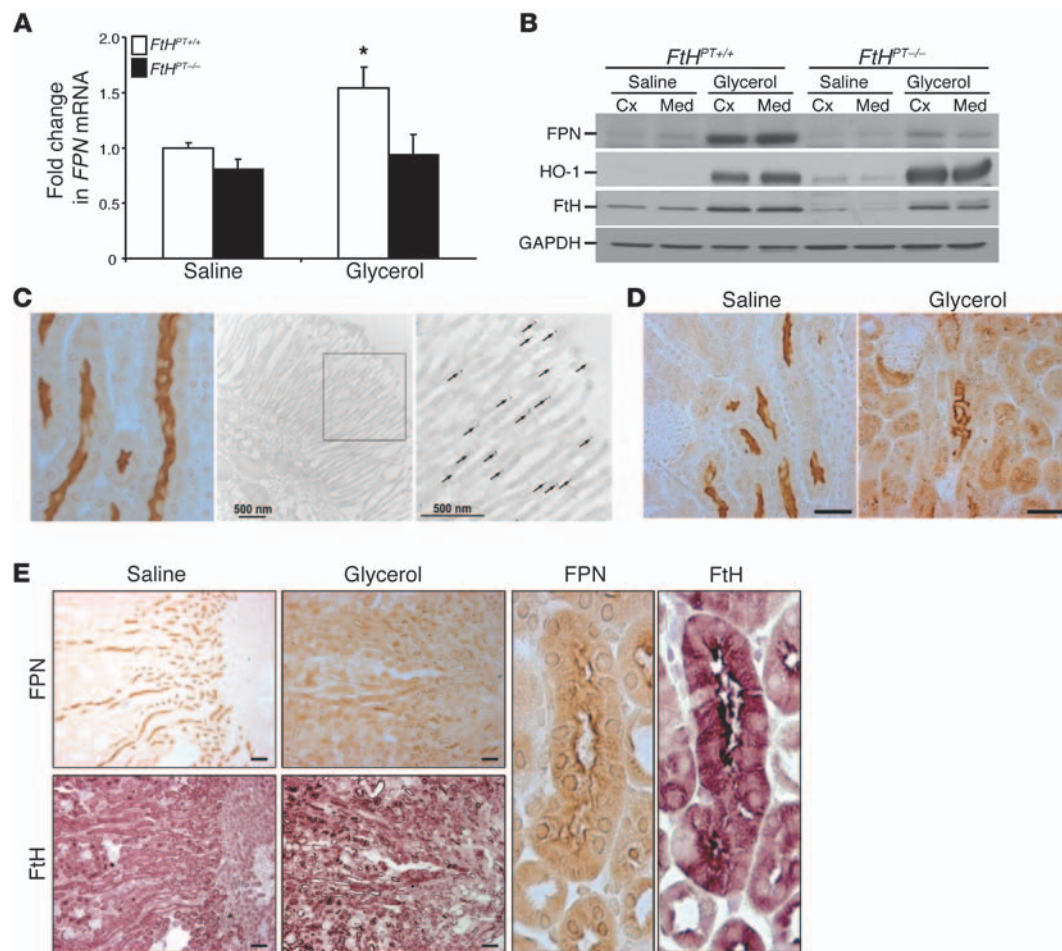 A
2.0
1.5
1.0
0.5
0
Fold change
in FPN mRNA
FtH^PT+/+
FtH^PT–/–
*
Saline Glycerol
B
FtH^PT+/+ FtH^PT–/–
Saline Glycerol Saline Glycerol
Cx Med Cx Med Cx Med Cx Med
FPN
HO-1
FtH
GAPDH
C
500 nm
500 nm
D
Saline Glycerol
E
Saline Glycerol FPN FtH
FPN
FtH